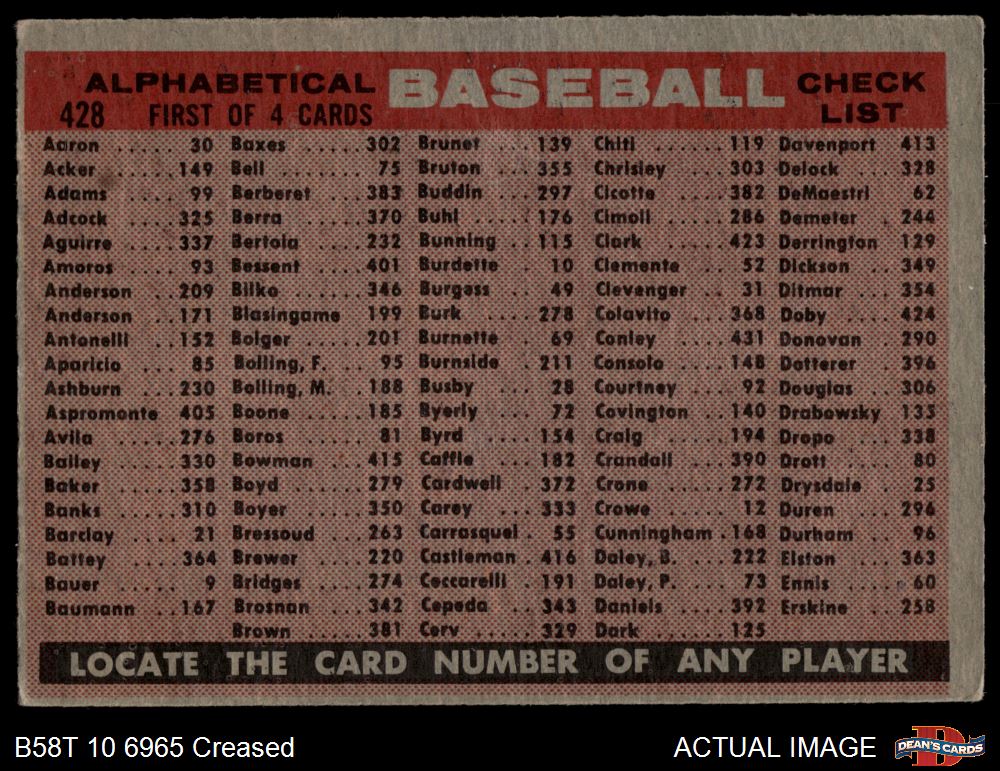 ALPHABETICAL BASEBALL CHECK LIST
428 FIRST OF 4 CARDS
Aaron 30
Acker 149
Adams 99
Adcock 325
Aguirre 337
Amoros 93
Anderson 209
Anderson 171
Antonelli 152
Aparicio 85
Ashburn 230
Aspromonte 405
Avila 276
Bailey 330
Baker 358
Banks 310
Barclay 21
Battey 364
Bauer 9
Baumann 167
Baxes 302
Bell 75
Berberet 383
Berra 370
Bertoia 232
Bessent 401
Bilko 346
Blasingame 199
Bolger 201
Bolling, F. 95
Bolling, M. 188
Boone 185
Boros 81
Bowman 415
Boyd 279
Boyer 350
Bressoud 263
Brewer 220
Bridges 274
Brosnan 342
Brown 381
Brunet 139
Bruton 355
Buddin 297
Buhl 176
Bunning 115
Burdette 10
Burgess 49
Burk 278
Burnette 69
Burnside 211
Busby 28
Byerly 72
Byrd 154
Caffie 182
Cardwell 372
Carey 333
Carrasquel 55
Castleman 416
Ceccarelli 191
Cepeda 343
Cerv 329
Chiti 119
Chrisley 303
Cicotte 382
Cimoli 286
Clark 423
Clemente 52
Clevenger 31
Colavito 368
Conley 431
Consolo 148
Courtney 92
Covington 140
Craig 194
Crandall 390
Crone 272
Crowe 12
Cunningham 168
Daley, B. 222
Daley, P. 73
Daniels 392
Dark 125
Davenport 413
Delock 328
DeMaestri 62
Demeter 244
Derrington 129
Dickson 349
Ditmar 354
Doby 424
Donovan 290
Dotterer 396
Douglas 306
Drabowsky 135
Dropo 338
Drott 80
Drysdale 25
Duren 294
Durham 96
Elston 363
Ennis 60
Erskine 258
LOCATE THE CARD NUMBER OF ANY PLAYER
B58T 10 6965 Creased
ACTUAL IMAGE
DEAN'S CARDS